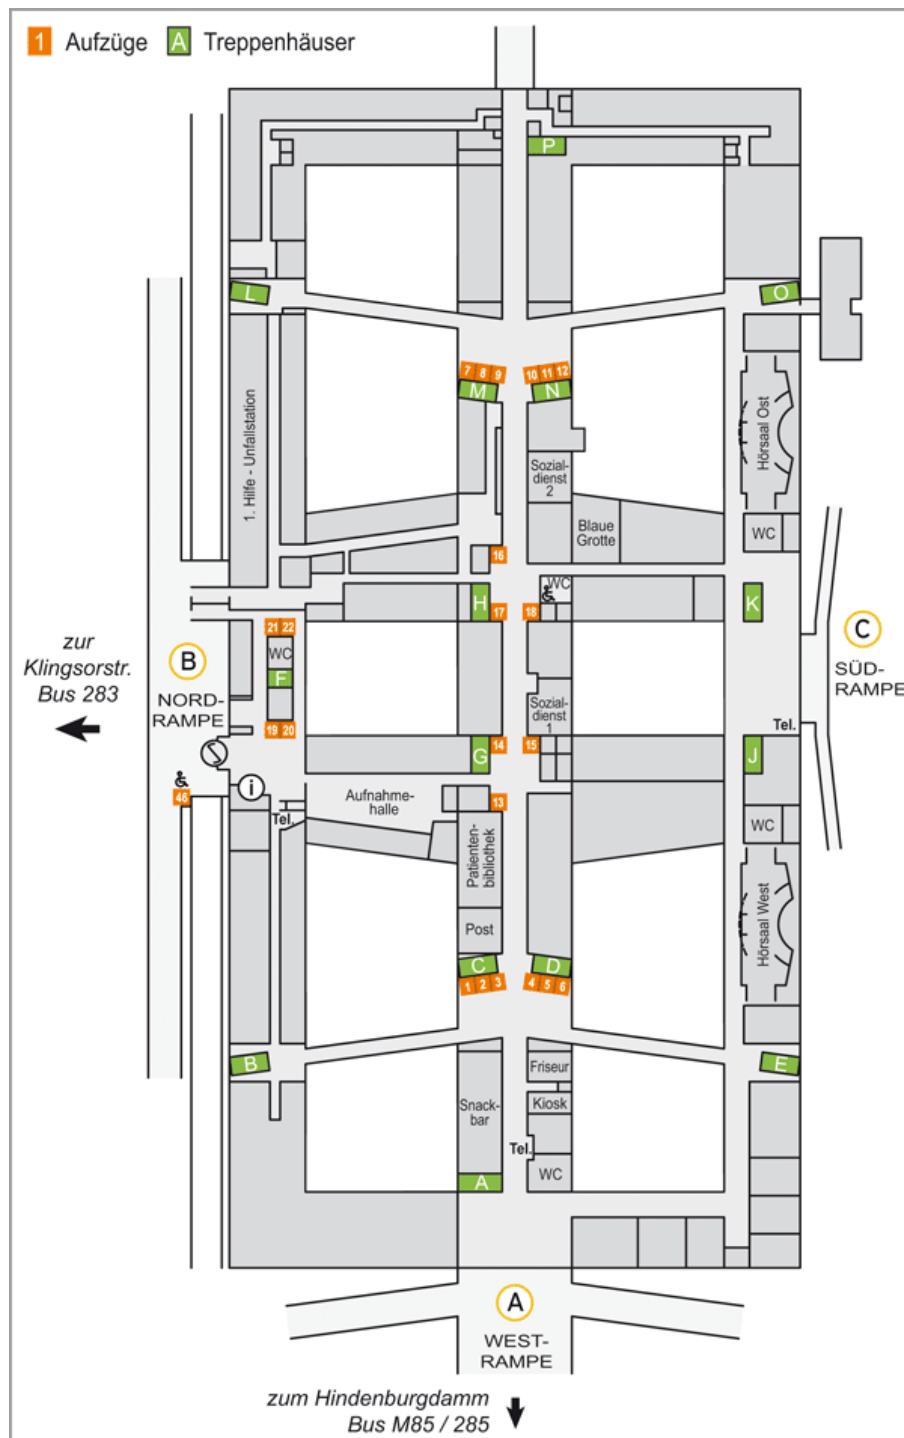 1 Aufzüge A Treppenhäuser
P
L
O
7 8 9 10 11 12
M N
1. Hilfe - Unfallstation
Hörsaal Ost
Sozial-
dienst
2
Blaue
Grotte
WC
16
WC
H
17 18
K
21 22
WC
F
19 20
zur
Klingsorstr.
Bus 283
B
NORD-
RAMPE
C
SÜD-
RAMPE
Sozial-
dienst
1
Tel.
14 15
G
J
i
46
Tel.
Aufnahme-
halle
13
WC
Patienten-
bibliothek
Hörsaal West
Post
C D
1 2 3 4 5 6
B
E
Friseur
Snack-
bar
Kiosk
Tel.
WC
A
A
WEST-
RAMPE
zum Hindenburgdamm
Bus M85 / 285